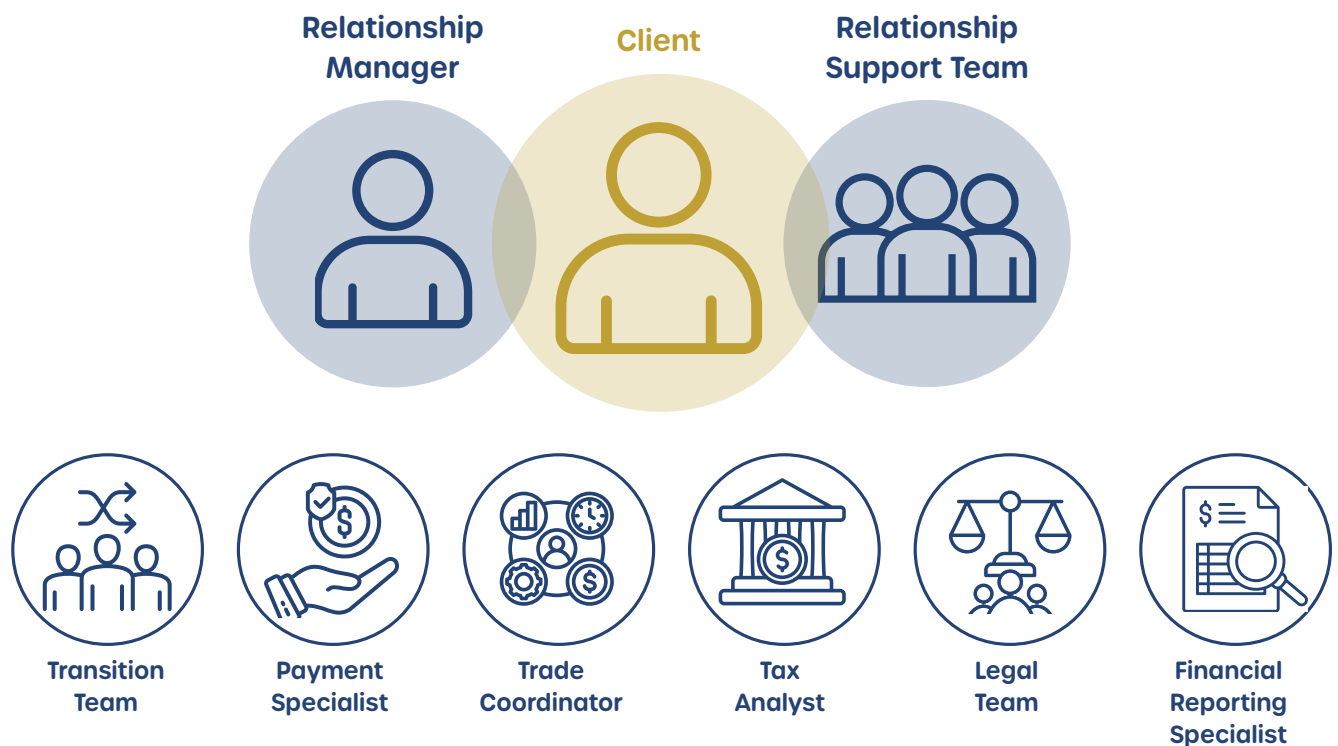 Relationship
Manager
Client
Relationship
Support Team
$
$
$
$
Transition
Team
Payment
Specialist
Trade
Coordinator
Tax
Analyst
Legal
Team
Financial
Reporting
Specialist